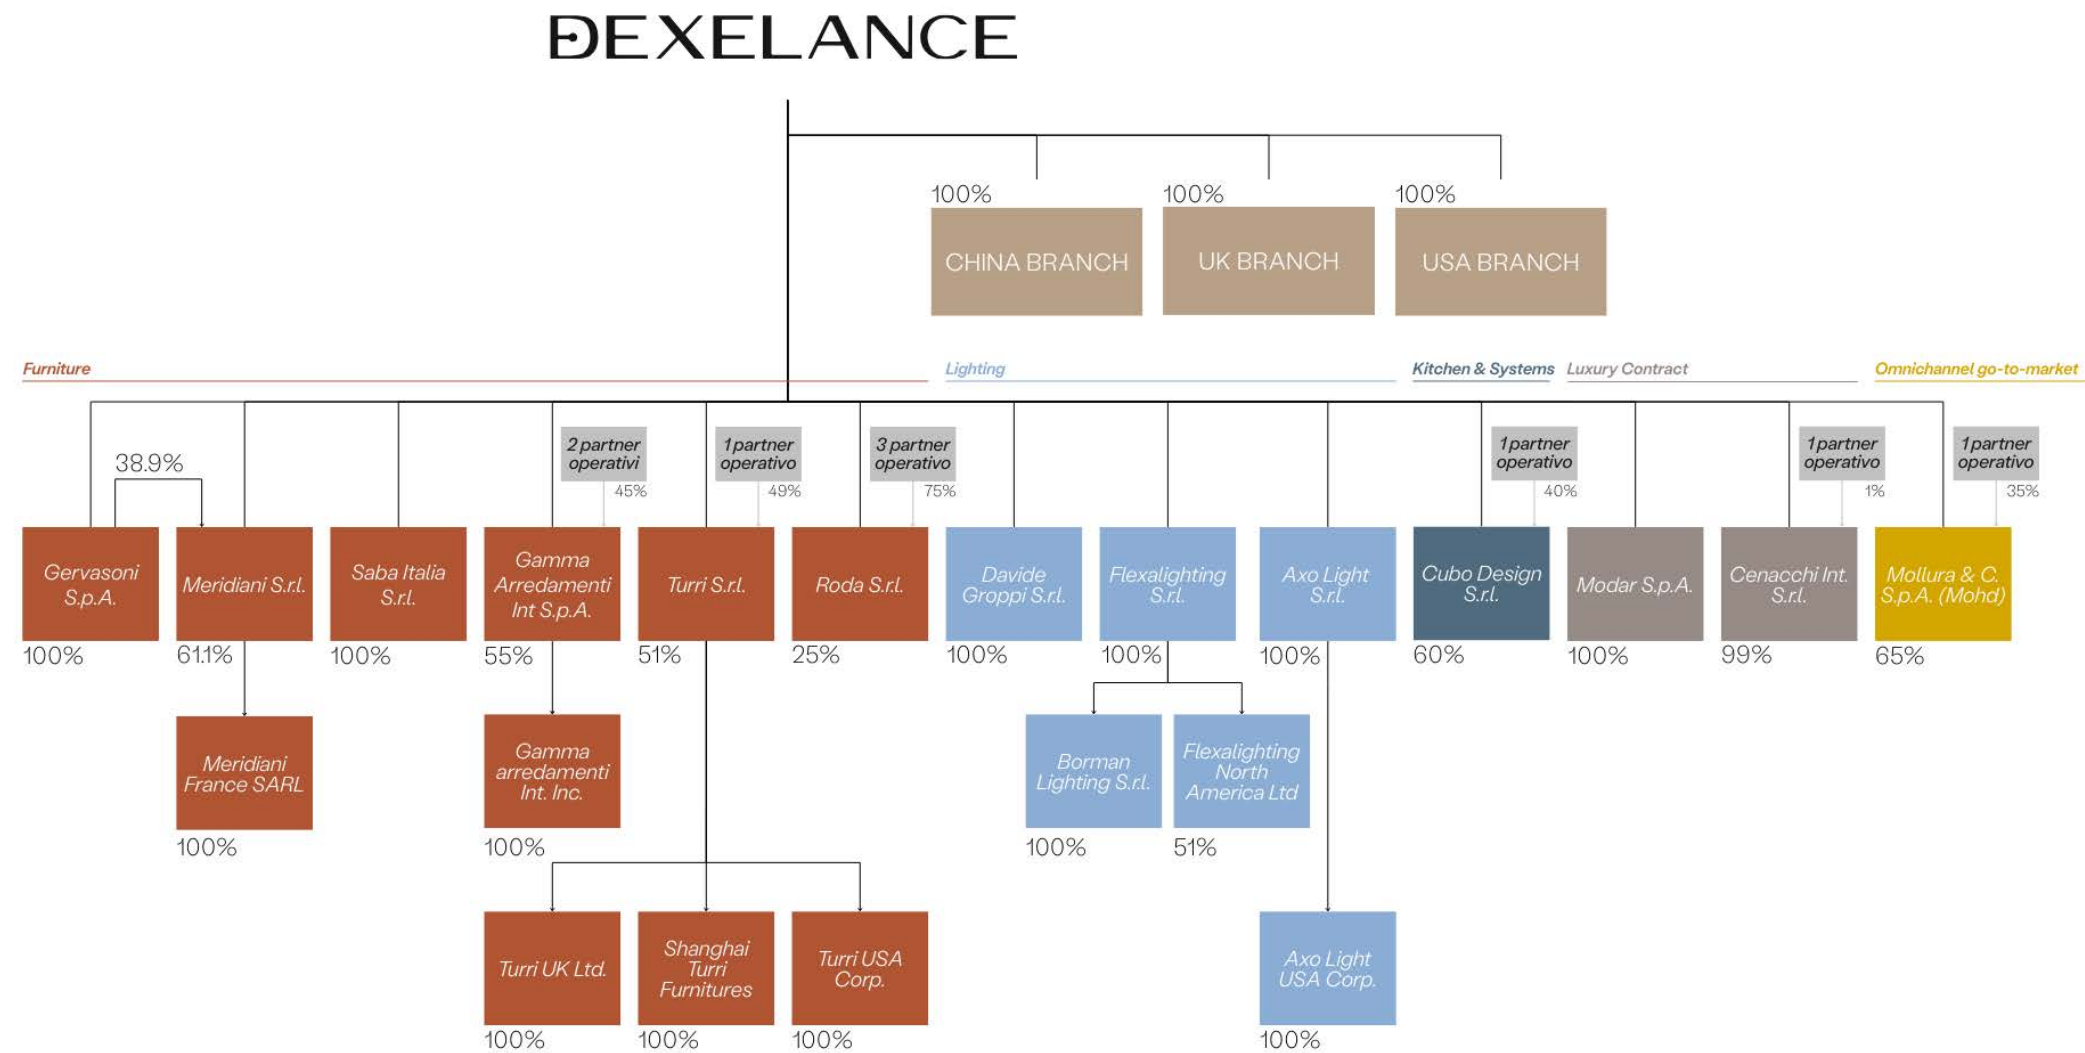 DEXELANCE
100%
100%
100%
CHINA BRANCH
UK BRANCH
USA BRANCH
Furniture
Lighting
Kitchen & Systems
Luxury Contract
Omnichannel go-to-market
38.9%
2 partner
operativi
45%
1 partner
operativo
49%
3 partner
operativo
75%
1 partner
operativo
40%
1 partner
operativo
1%
1 partner
operativo
35%
Gervasoni
S.p.A.
100%
Meridiani S.r.l.
61.1%
Saba Italia
S.r.l.
100%
Gamma
Arredamenti
Int S.p.A.
55%
Turri S.r.l.
51%
Roda S.r.l.
25%
Davide
Groppi S.r.l.
100%
Flexalighting
S.r.l.
100%
Axo Light
S.r.l.
100%
Cubo Design
S.r.l.
60%
Modar S.p.A.
100%
Cenacchi Int.
S.r.l.
99%
Mollura & C.
S.p.A. (Mohd)
65%
Meridiani
France SARL
100%
Gamma
arredamenti
Int. Inc.
100%
Borman
Lighting S.r.l.
100%
Flexalighting
North
America Ltd
51%
Turri UK Ltd.
100%
Shanghai
Turri
Furnitures
100%
Turri USA
Corp.
100%
Axo Light
USA Corp.
100%